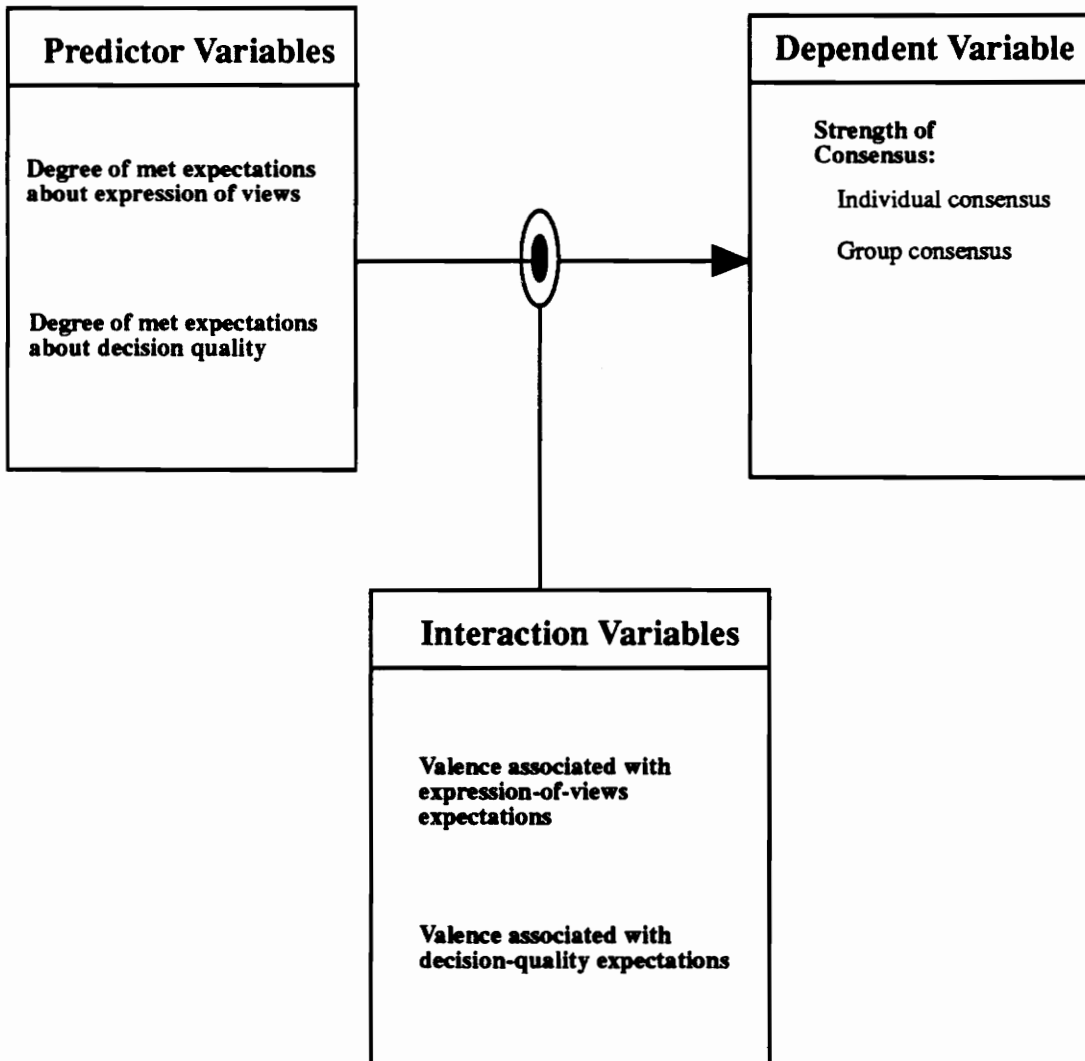 Predictor Variables
Degree of met expectations
about expression of views
Degree of met expectations
about decision quality
Dependent Variable
Strength of
Consensus:
Individual consensus
Group consensus
Interaction Variables
Valence associated with
expression-of-views
expectations
Valence associated with
decision-quality expectations